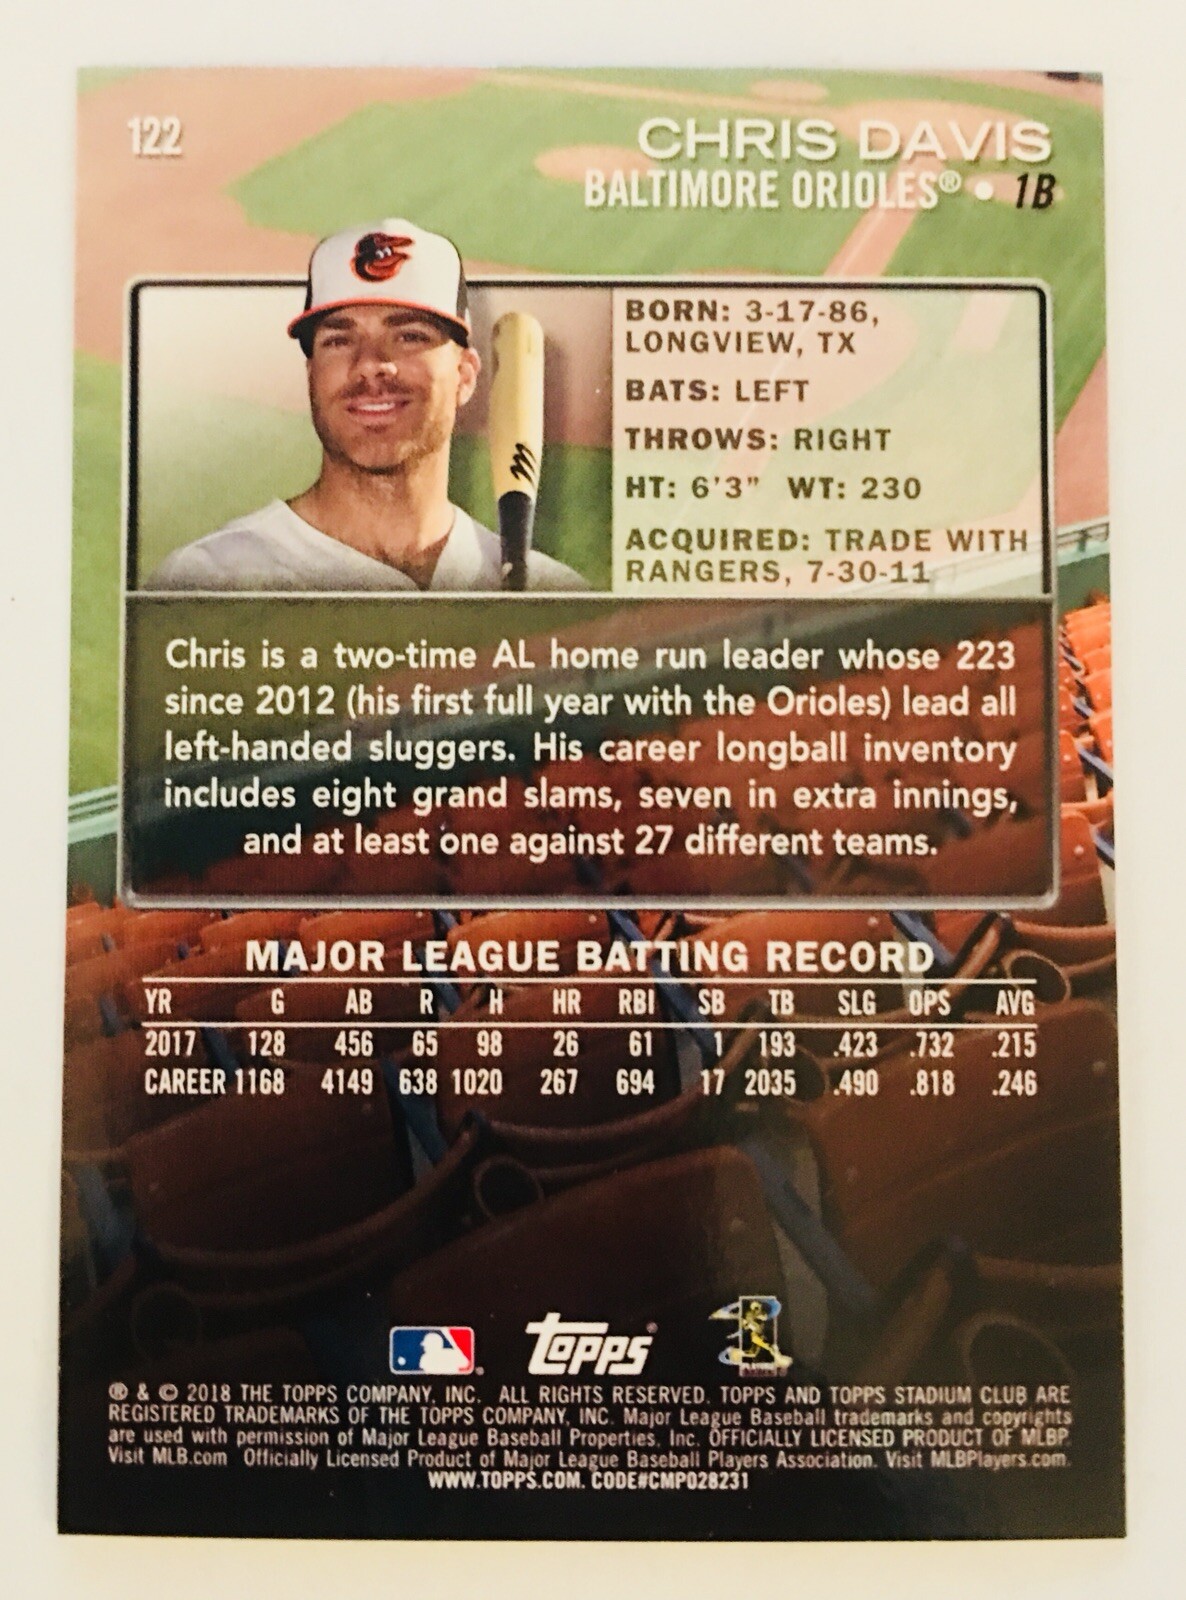 122
CHRIS DAVIS
BALTIMORE ORIOLES® • 1B
BORN: 3-17-86,
LONGVIEW, TX
BATS: LEFT
THROWS: RIGHT
HT: 6'3" WT: 230
ACQUIRED: TRADE WITH
RANGERS, 7-30-11
Chris is a two-time AL home run leader whose 223
since 2012 (his first full year with the Orioles) lead all
left-handed sluggers. His career longball inventory
includes eight grand slams, seven in extra innings,
and at least one against 27 different teams.
MAJOR LEAGUE BATTING RECORD
YR G AB R H HR RBI SB TB SLG OPS AVG
2017 128 456 65 98 26 61 1 193 .423 .732 .215
CAREER 1168 4149 638 1020 267 694 17 2035 .490 .818 .246
Topps®
PLAYERS
® & © 2018 THE TOPPS COMPANY, INC. ALL RIGHTS RESERVED. TOPPS AND TOPPS STADIUM CLUB ARE
REGISTERED TRADEMARKS OF THE TOPPS COMPANY, INC. Major League Baseball trademarks and copyrights
are used with permission of Major League Baseball Properties, Inc. OFFICIALLY LICENSED PRODUCT OF MLBP.
Visit MLB.com Officially Licensed Product of Major League Baseball Players Association. Visit MLBPlayers.com.
WWW.TOPPS.COM. CODE#CMP028231